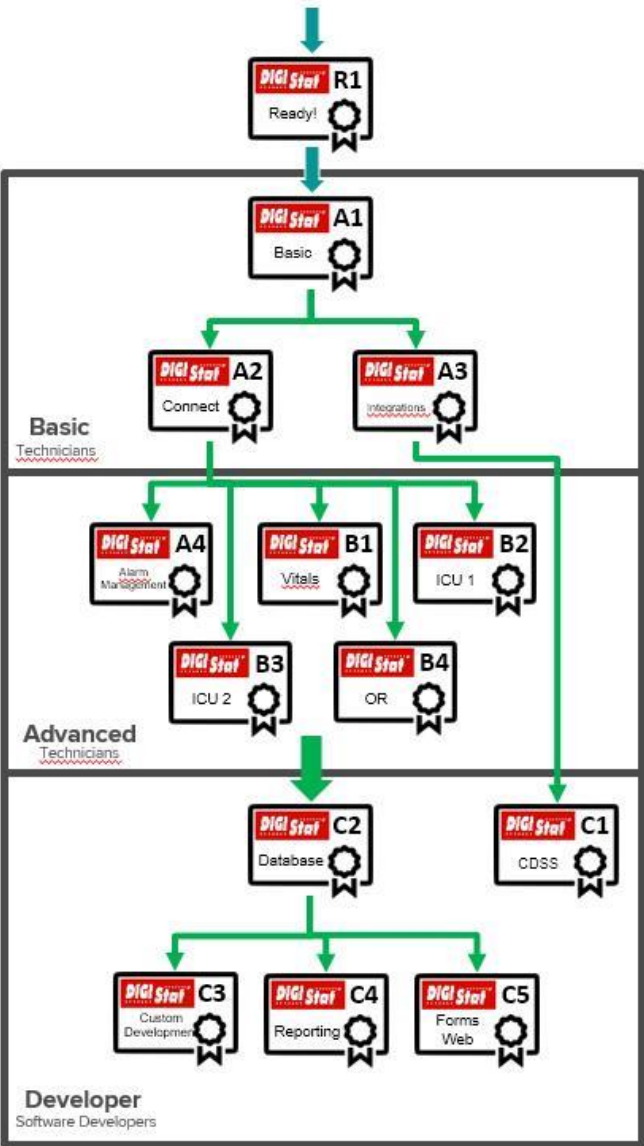 DIGI Stat R1
Ready!
DIGI Stat A1
Basic
DIGI Stat A2
Connect
DIGI Stat A3
Integrations
Basic
Technicians
DIGI Stat A4
Alarm
Management
DIGI Stat B1
Vitals
DIGI Stat B2
ICU 1
DIGI Stat B3
ICU 2
DIGI Stat B4
OR
Advanced
Technicians
DIGI Stat C2
Database
DIGI Stat C1
CDSS
DIGI Stat C3
Custom
Development
DIGI Stat C4
Reporting
DIGI Stat C5
Forms
Web
Developer
Software Developers